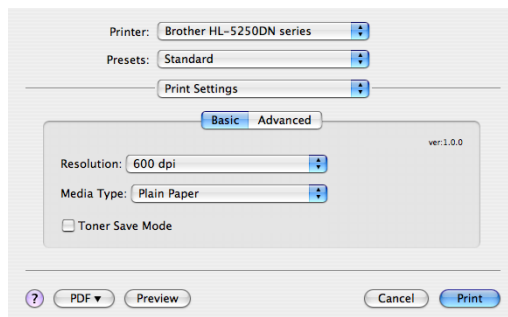 Printer: Brother HL-5250DN series
Presets: Standard
Print Settings
Basic Advanced
ver:1.0.0
Resolution: 600 dpi
Media Type: Plain Paper
Toner Save Mode
? PDF ▼ Preview Cancel Print